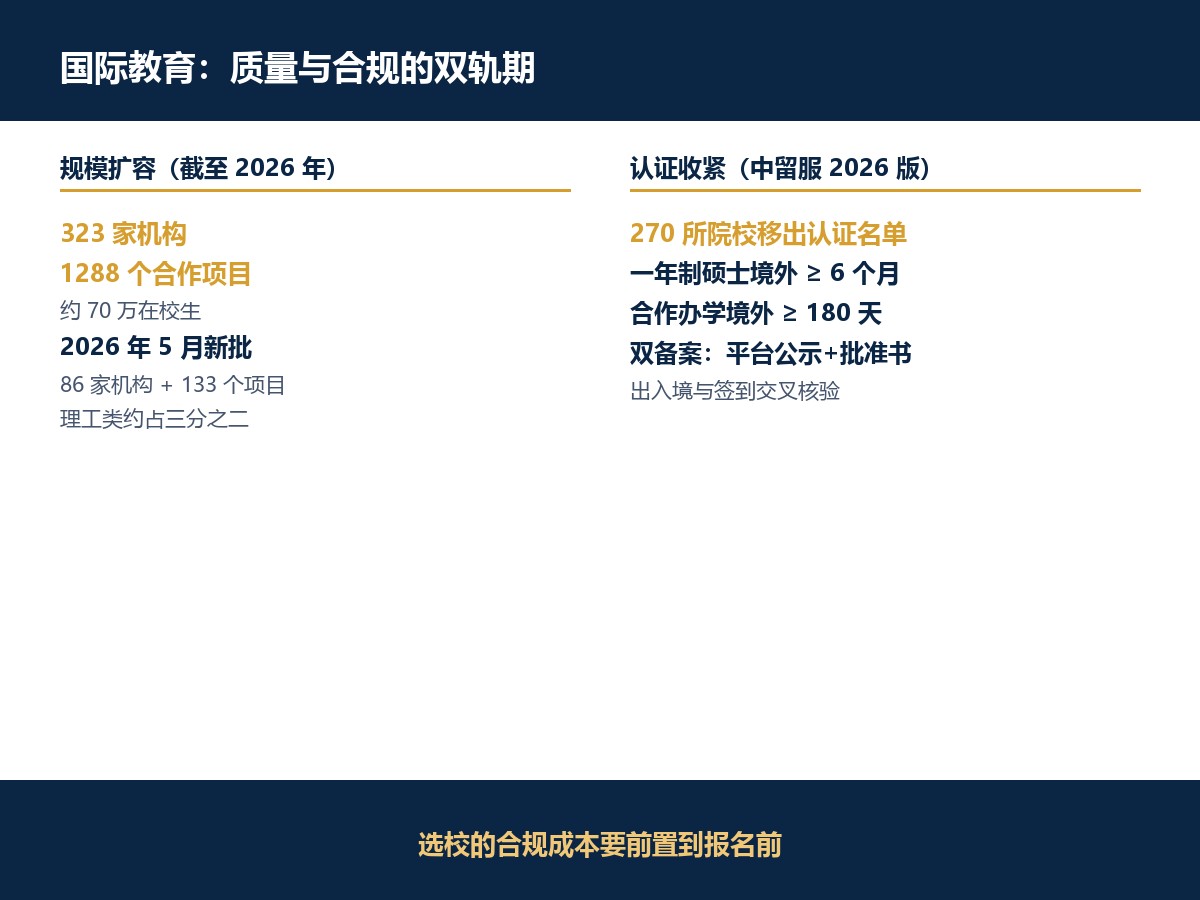 国际教育：质量与合规的双轨期
规模扩容（截至 2026 年）
323 家机构
1288 个合作项目
约 70 万在校生
2026 年 5 月新批
86 家机构 + 133 个项目
理工类约占三分之二
认证收紧（中留服 2026 版）
270 所院校移出认证名单
一年制硕士境外 ≥ 6 个月
合作办学境外 ≥ 180 天
双备案：平台公示+批准书
出入境与签到交叉核验
选校的合规成本要前置到报名前